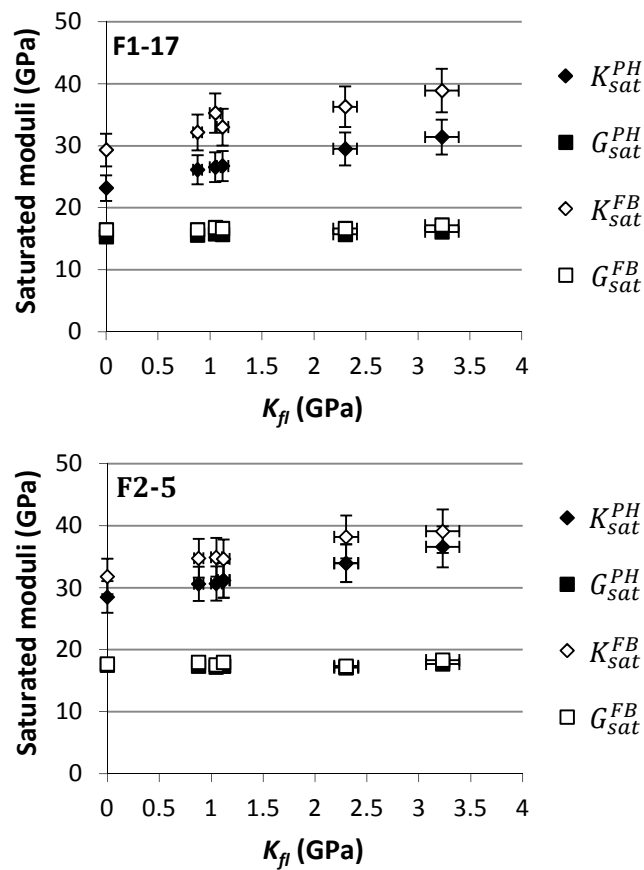 F1-17
Saturated moduli (GPa)
50
40
30
20
10
0
0 0.5 1 1.5 2 2.5 3 3.5 4
K_fl (GPa)
K_sat^PH
G_sat^PH
K_sat^FB
G_sat^FB
F2-5
Saturated moduli (GPa)
50
40
30
20
10
0
0 0.5 1 1.5 2 2.5 3 3.5 4
K_fl (GPa)
K_sat^PH
G_sat^PH
K_sat^FB
G_sat^FB